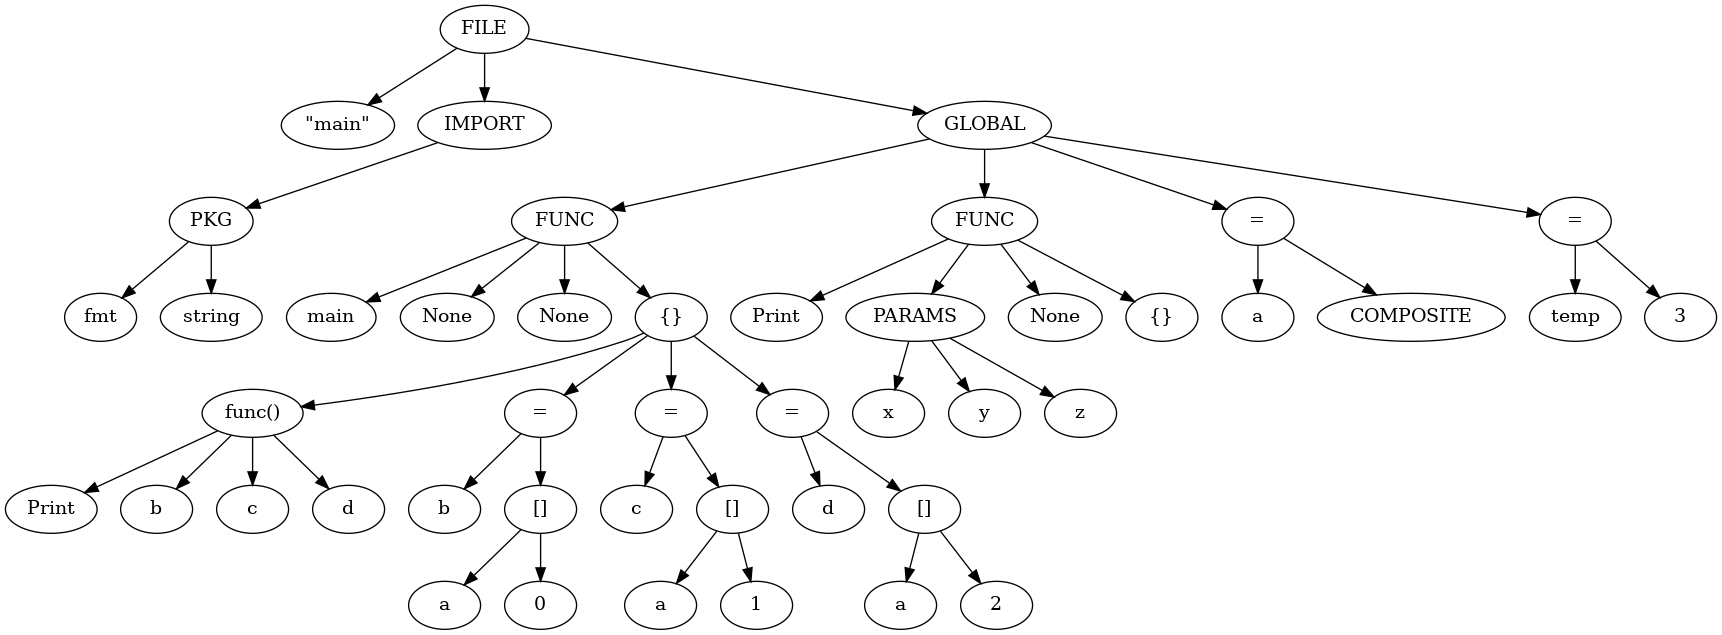 FILE
"main" IMPORT GLOBAL
PKG FUNC FUNC = =
fmt string main None None {} Print PARAMS None {} a COMPOSITE temp 3
func() = = = x y z
Print b c d b [] c [] d []
a 0 a 1 a 2